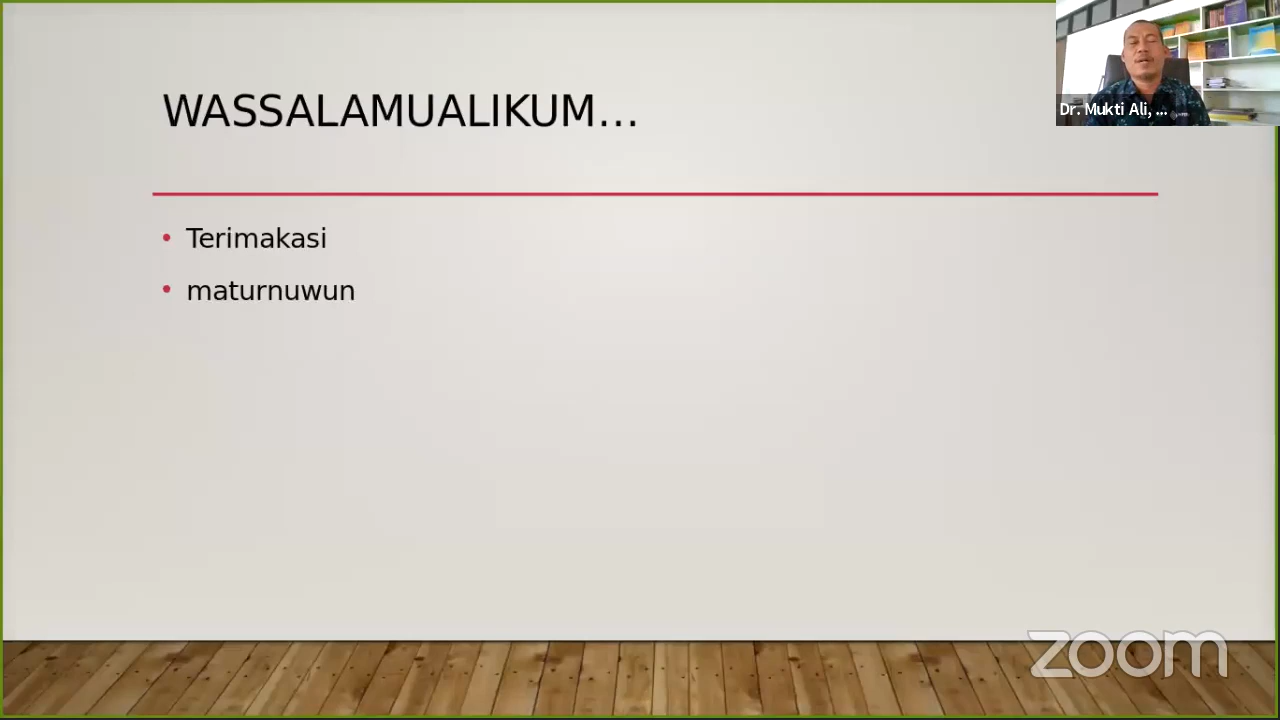 WASSALAMUALIKUM...
Dr. Mukti Ali, ...
Terimakasi
maturnuwun
zoom